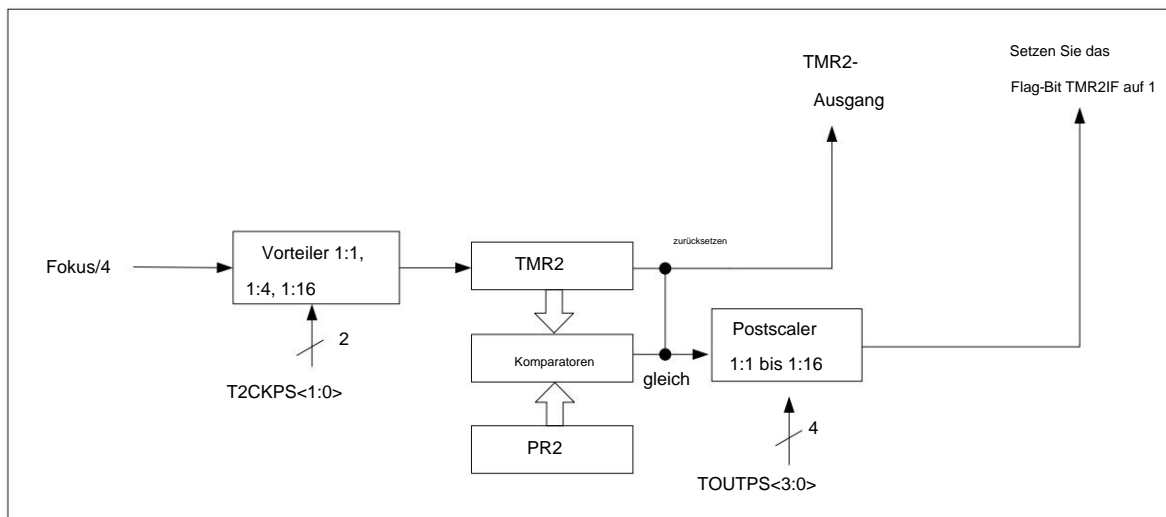 TMR2-
Ausgang
Setzen Sie das
Flag-Bit TMR2IF auf 1
Fokus/4
Vorteiler 1:1,
1:4, 1:16
2
T2CKPS<1:0>
TMR2
zurücksetzen
Komparatoren
gleich
PR2
Postscaler
1:1 bis 1:16
4
TOUTPS<3:0>